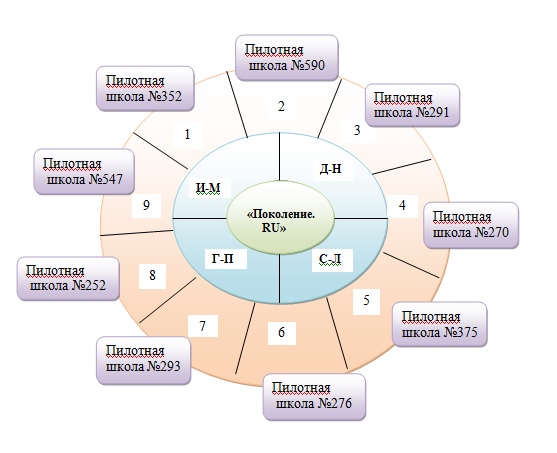 Пилотная
школа №590
Пилотная
школа №352
Пилотная
школа №291
2
1
3
Пилотная
школа №547
Д-Н
И-М
9
4
«Поколение.
RU»
Пилотная
школа №270
Г-П
С-Л
Пилотная
школа №252
8
5
7
6
Пилотная
школа №375
Пилотная
школа №293
Пилотная
школа №276